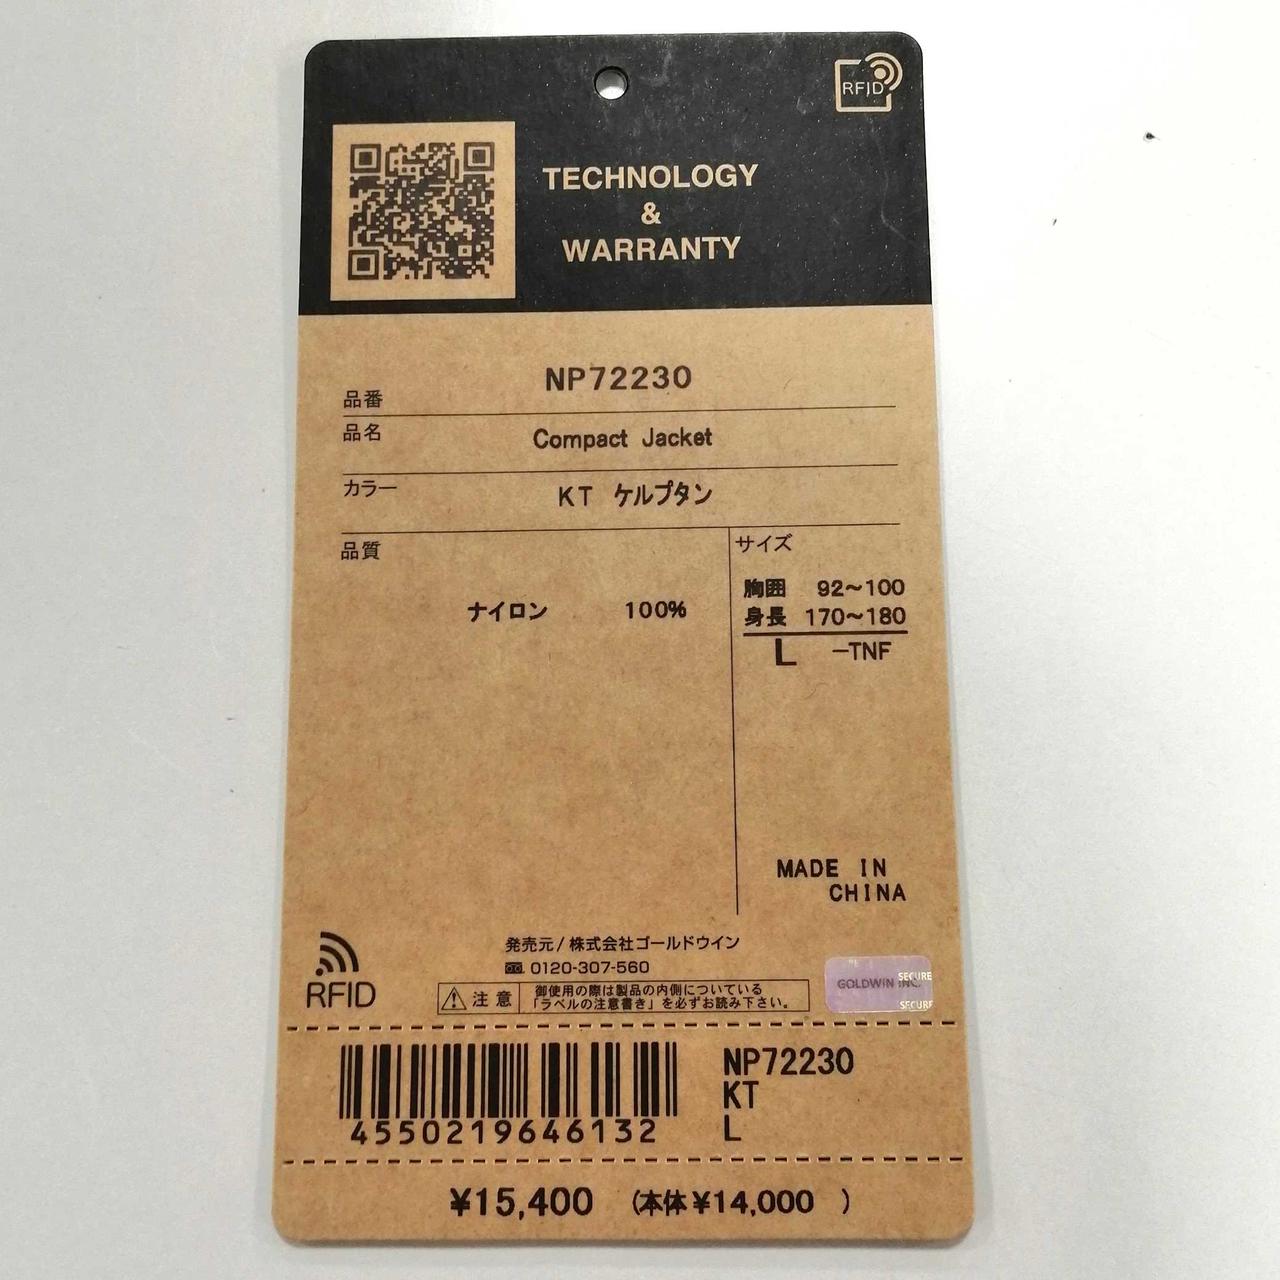 RFID
TECHNOLOGY
&
WARRANTY
品番 NP72230
品名 Compact Jacket
カラー KT ケルプタン
品質 サイズ
ナイロン 100%
胸囲 92~100
身長 170~180
L -TNF
MADE IN
CHINA
発売元/株式会社ゴールドウイン
0120-307-560
RFID
注意
御使用の際は製品の内側についている
「ラベルの注意書き」を必ずお読み下さい。
GOLDWIN INC.
SECURE
SECURE
4550219646132
NP72230
KT
L
¥15,400 (本体¥14,000 )